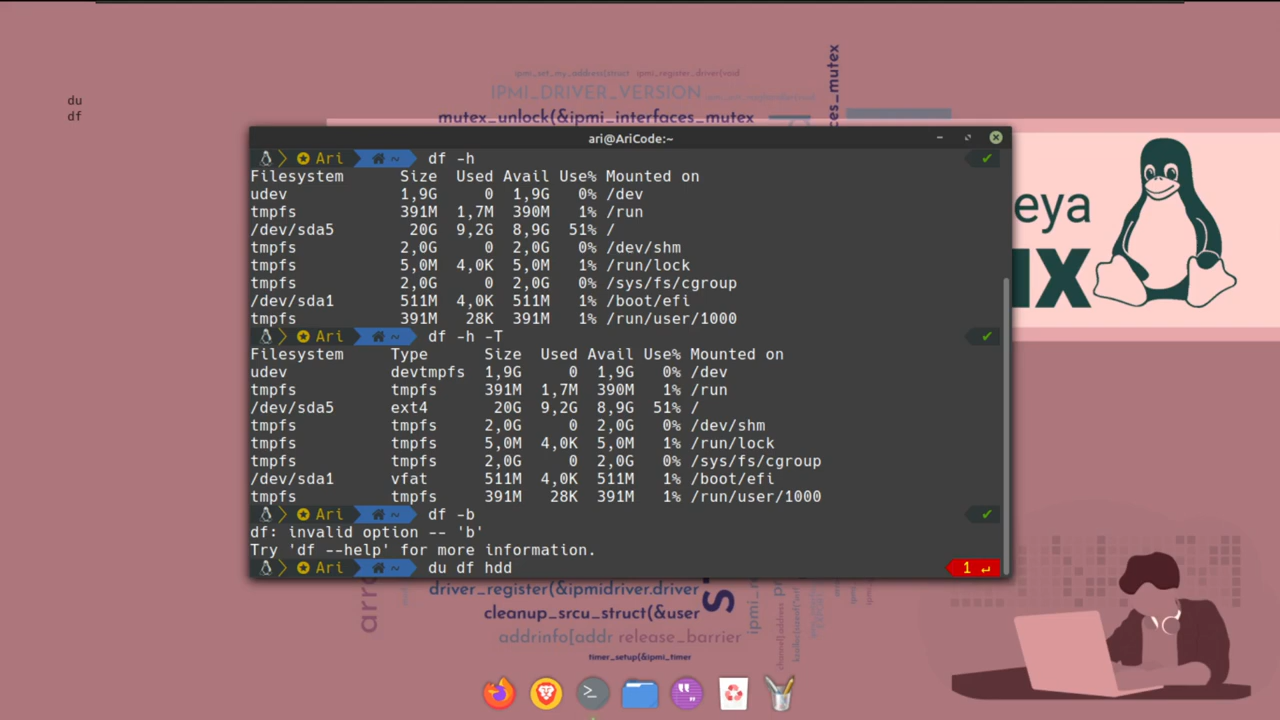 ipmi_set_my_address(struct ipmi_register_driver(void
IPMI_DRIVER_VERSION
mutex_unlock(&ipmi_interfaces_mutex
ces_mutex
du
df
ari@AriCode:~
Ari ~ df -h
Filesystem Size Used Avail Use% Mounted on
udev 1,9G 0 1,9G 0% /dev
tmpfs 391M 1,7M 390M 1% /run
/dev/sda5 20G 9,2G 8,9G 51% /
tmpfs 2,0G 0 2,0G 0% /dev/shm
tmpfs 5,0M 4,0K 5,0M 1% /run/lock
tmpfs 2,0G 0 2,0G 0% /sys/fs/cgroup
/dev/sda1 511M 4,0K 511M 1% /boot/efi
tmpfs 391M 28K 391M 1% /run/user/1000
Ari ~ df -h -T
Filesystem Type Size Used Avail Use% Mounted on
udev devtmpfs 1,9G 0 1,9G 0% /dev
tmpfs tmpfs 391M 1,7M 390M 1% /run
/dev/sda5 ext4 20G 9,2G 8,9G 51% /
tmpfs tmpfs 2,0G 0 2,0G 0% /dev/shm
tmpfs tmpfs 5,0M 4,0K 5,0M 1% /run/lock
tmpfs tmpfs 2,0G 0 2,0G 0% /sys/fs/cgroup
/dev/sda1 vfat 511M 4,0K 511M 1% /boot/efi
tmpfs tmpfs 391M 28K 391M 1% /run/user/1000
Ari ~ df -b
df: invalid option -- 'b'
Try 'df --help' for more information.
Ari ~ du df hdd 1 ↵
eya
IX
driver_register(&ipmidriver.driver
cleanup_srcu_struct(&user
addrinfo[addr release_barrier
timer_setup(&ipmi_timer